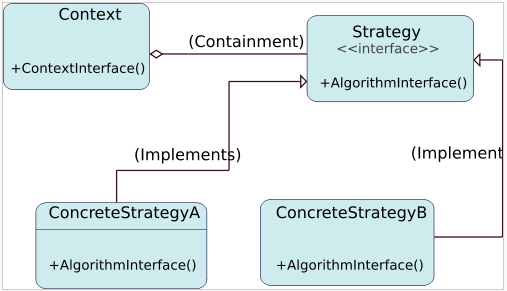 Context
+ContextInterface()
(Containment)
Strategy
<<interface>>
+AlgorithmInterface()
(Implements)
(Implement
ConcreteStrategyA
+AlgorithmInterface()
ConcreteStrategyB
+AlgorithmInterface()